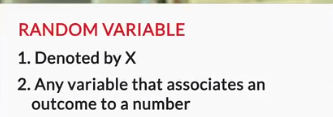 RANDOM VARIABLE
1. Denoted by X
2. Any variable that associates an
outcome to a number